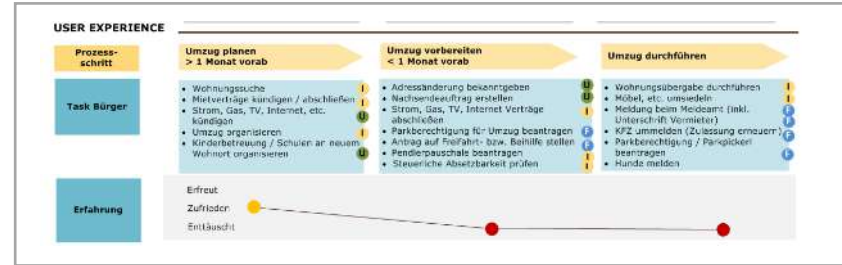 USER EXPERIENCE
Prozess-
schritt
Umzug planen
> 1 Monat vorab
Umzug vorbereiten
< 1 Monat vorab
Umzug durchführen
Task Bürger
• Wohnungssuche
• Mietverträge kündigen / abschließen
• Strom, Gas, TV, Internet, etc.
kündigen
• Umzug organisieren
• Kinderbetreuung / Schulen an neuem
Wohnort organisieren
I
I
U
I
U
• Adressänderung bekanntgeben
• Nachsendeauftrag erstellen
• Strom, Gas, TV, Internet Verträge
abschließen
• Parkberechtigung für Umzug beantragen
• Antrag auf Freifahrt- bzw. Beihilfe stellen
• Pendlerpauschale beantragen
• Steuerliche Absetzbarkeit prüfen
U
U
I
F
F
I
I
• Wohnungsübergabe durchführen
• Möbel, etc. umsiedeln
• Meldung beim Meldeamt (inkl.
Unterschrift Vermieter)
• KFZ ummelden (Zulassung erneuern)
• Parkberechtigung / Parkpickerl
beantragen
• Hunde melden
I
I
F
F
F
F
Erfahrung
Erfreut
Zufrieden
Enttäuscht